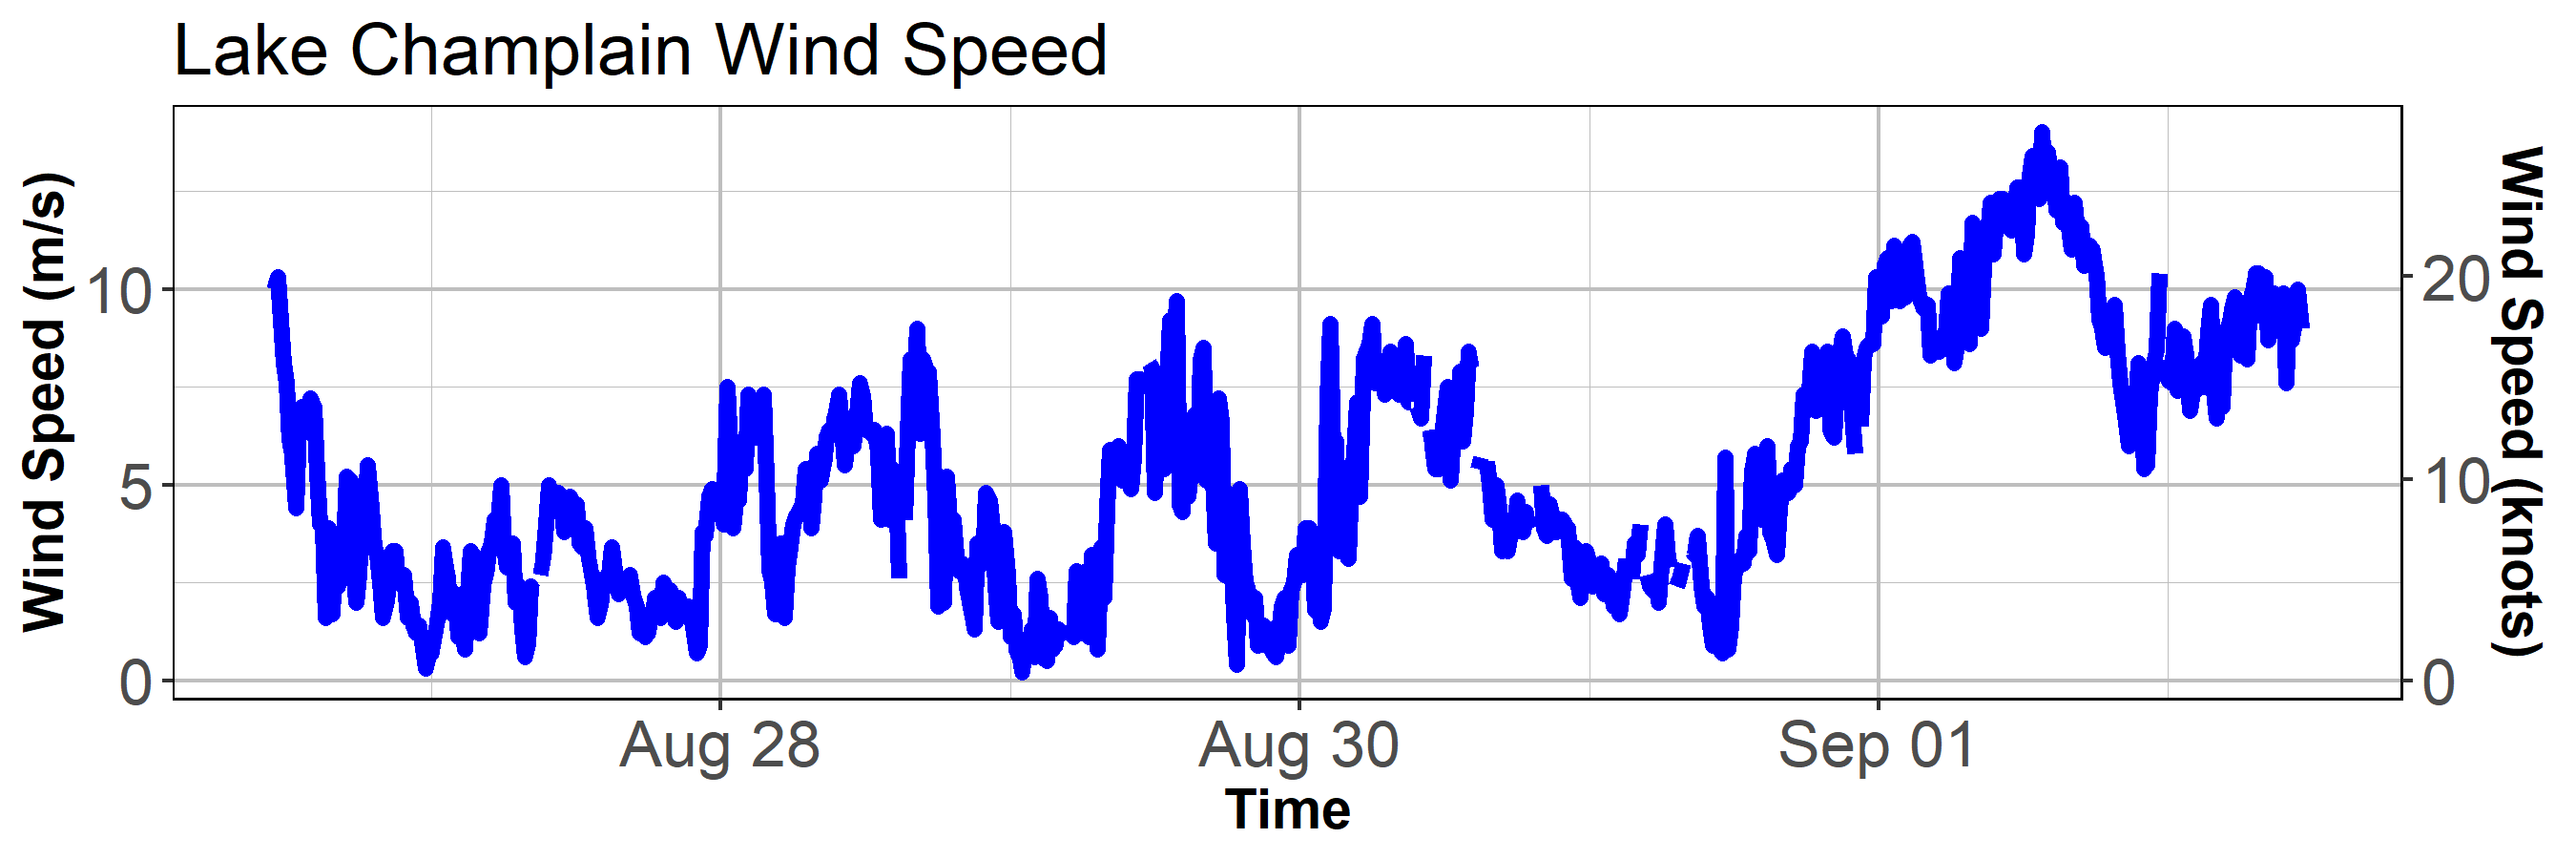 Lake Champlain Wind Speed
Wind Speed (m/s)
10
5
0
20
10
0
Wind Speed (knots)
Aug 28
Aug 30
Sep 01
Time